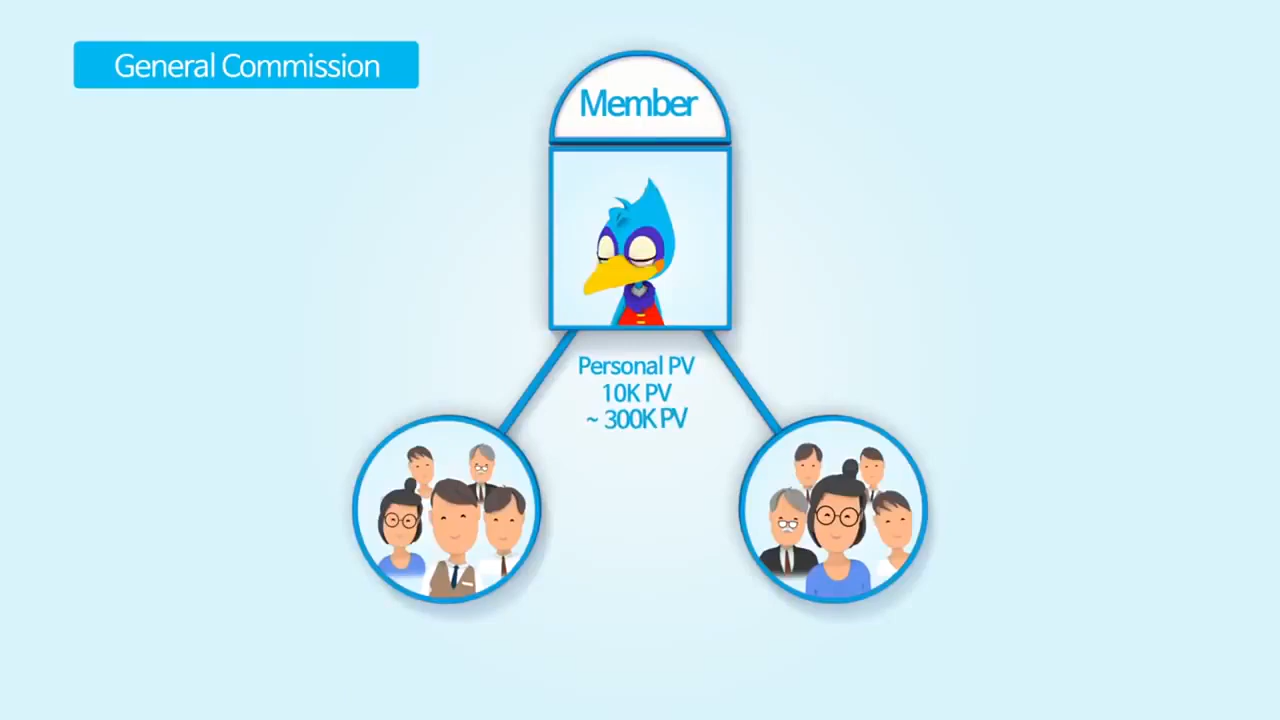 General Commission
Member
Personal PV
10K PV
~ 300K PV